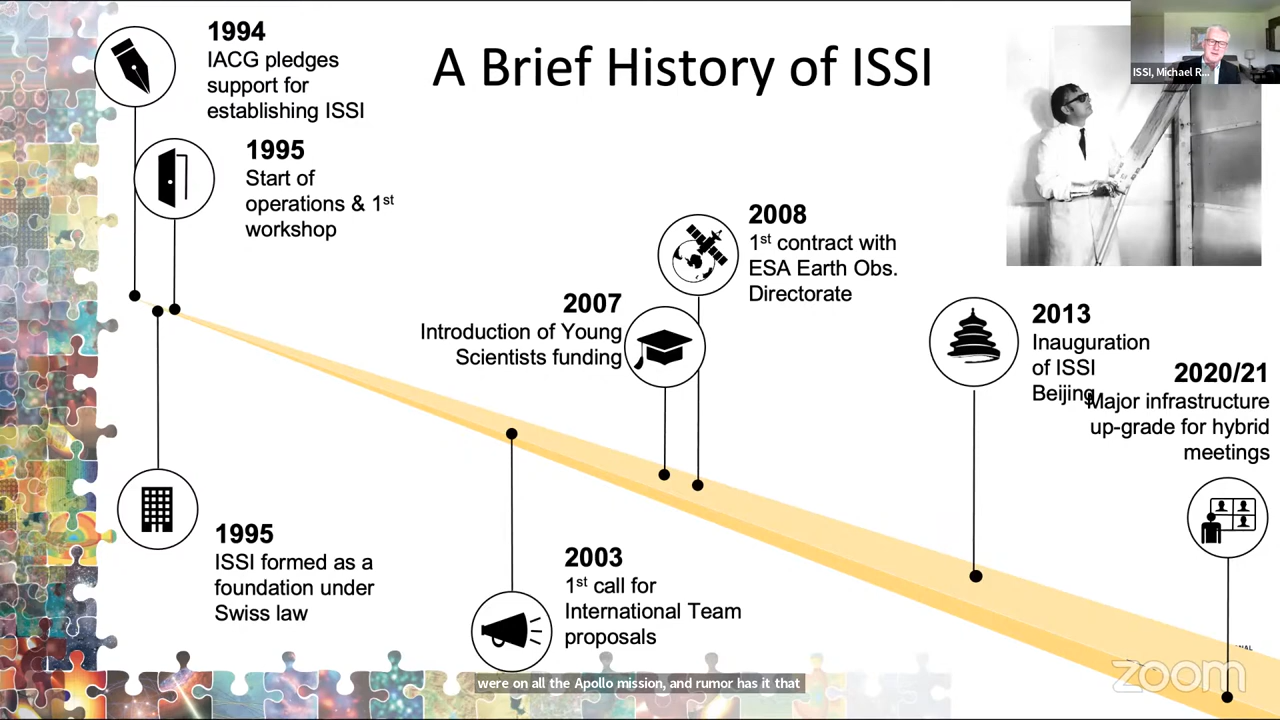 A Brief History of ISSI
1994
IACG pledges
support for
establishing ISSI
1995
Start of
operations & 1st
workshop
1995
ISSI formed as a
foundation under
Swiss law
2003
1st call for
International Team
proposals
2007
Introduction of Young
Scientists funding
2008
1st contract with
ESA Earth Obs.
Directorate
2013
Inauguration
of ISSI
Beijing
2020/21
Major infrastructure
up-grade for hybrid
meetings
ISSI, Michael R...
were on all the Apollo mission, and rumor has it that
zoom